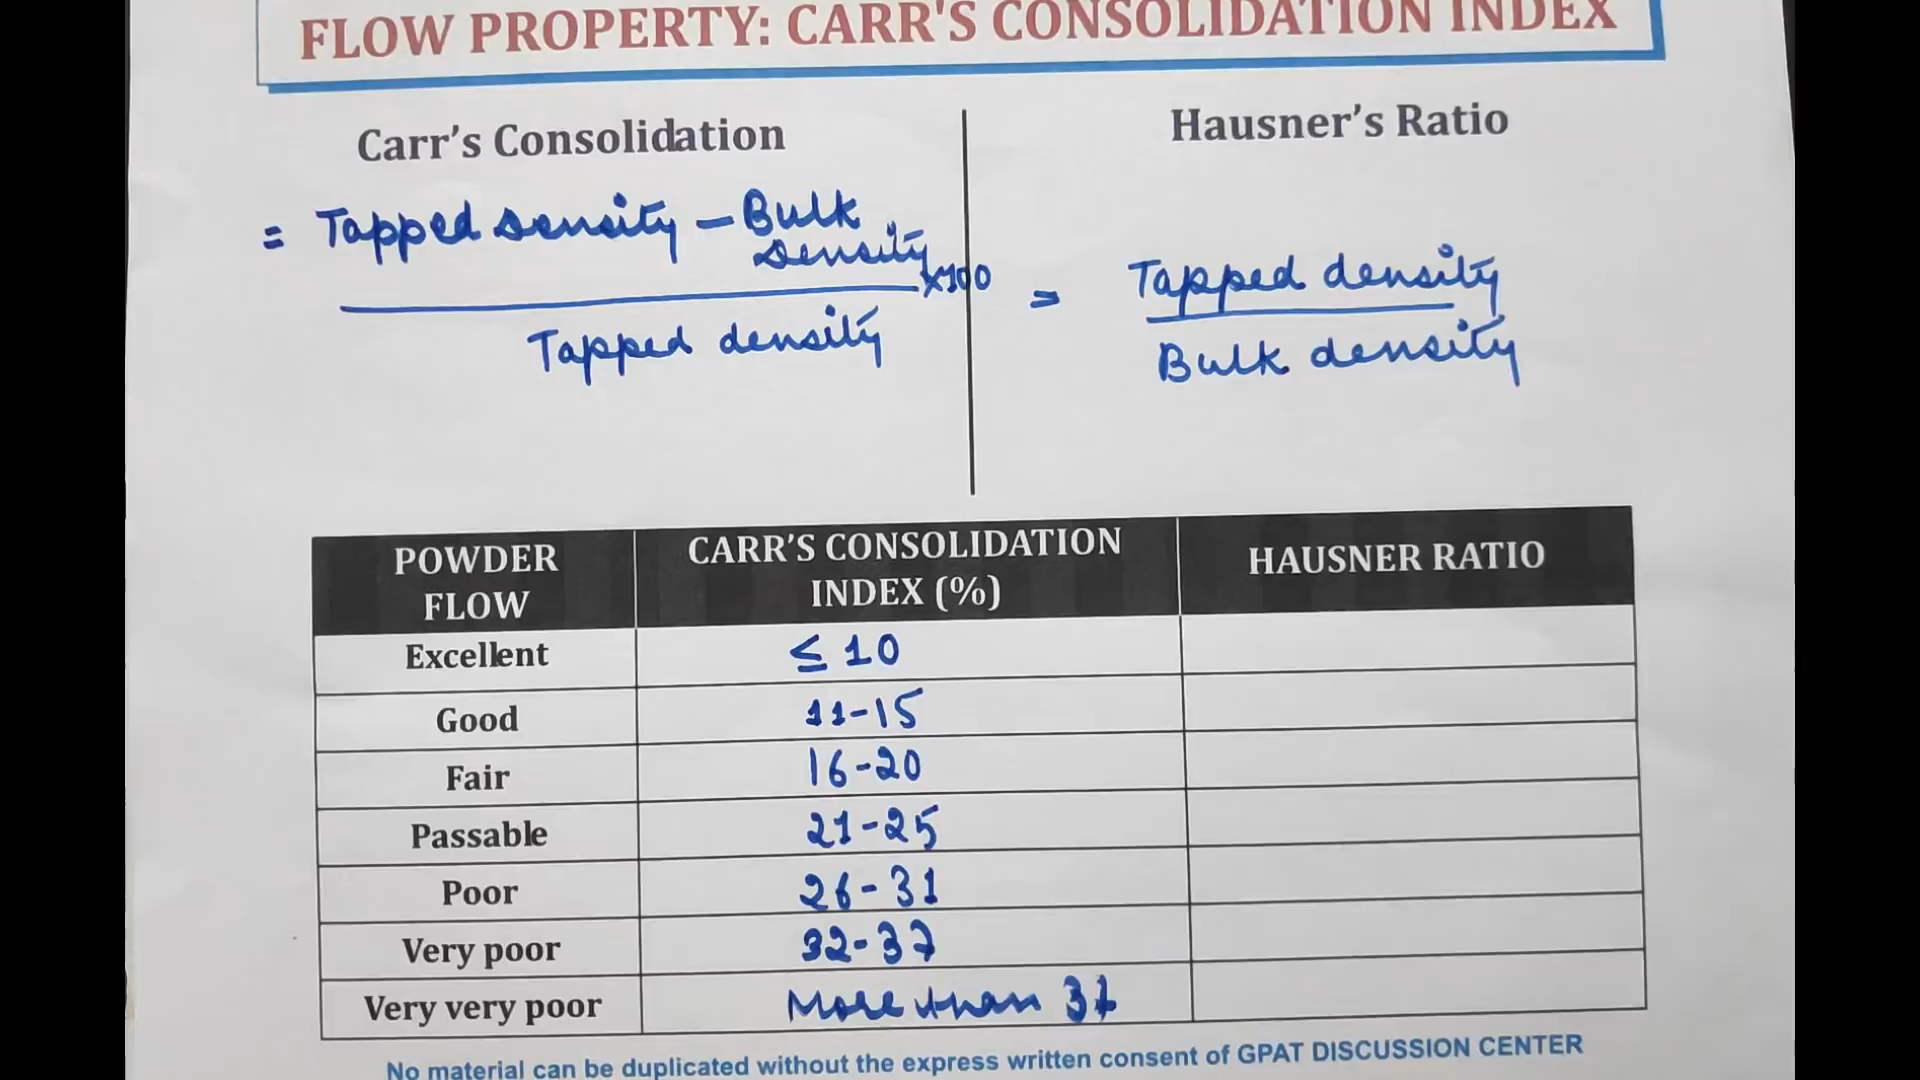 FLOW PROPERTY: CARR'S CONSOLIDATION INDEX
Carr's Consolidation
= Tapped density - Bulk density
×100
Tapped density
Hausner's Ratio
= Tapped density
Bulk density
POWDER FLOW
CARR'S CONSOLIDATION INDEX (%)
HAUSNER RATIO
Excellent ≤ 10
Good 11-15
Fair 16-20
Passable 21-25
Poor 26-31
Very poor 32-37
Very very poor More than
No material can be duplicated without the express written consent of GPAT DISCUSSION CENTER